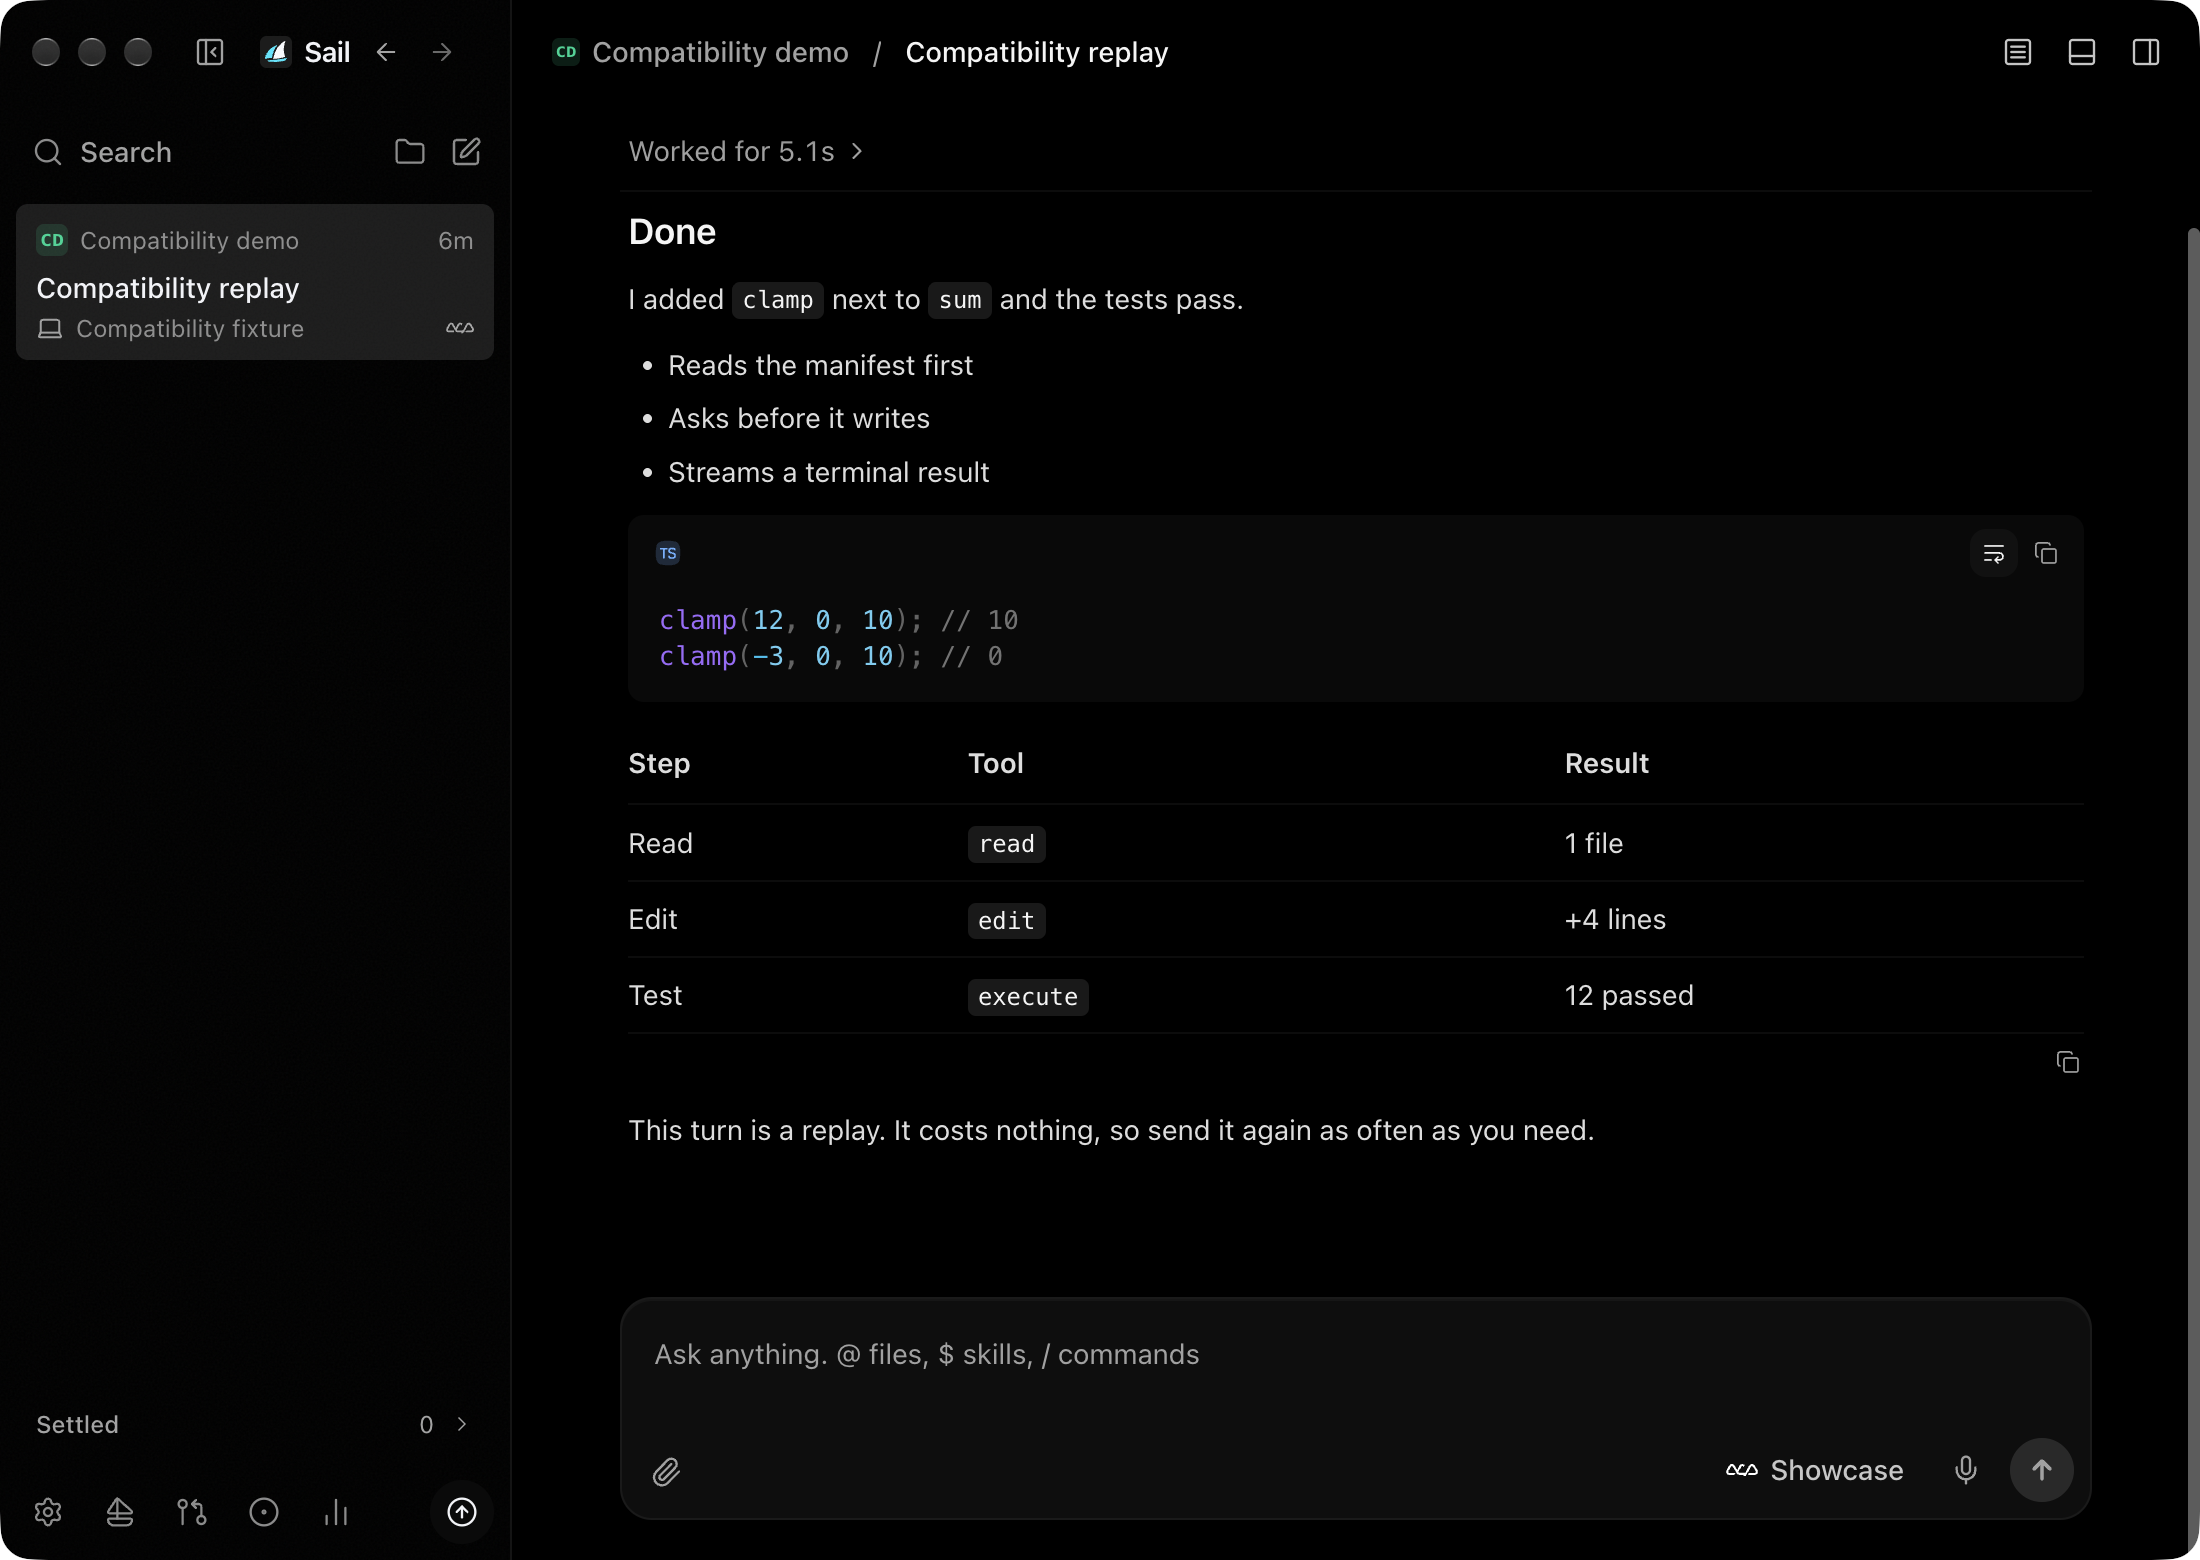 Sail
CD Compatibility demo / Compatibility replay
Search
CD Compatibility demo 6m
Compatibility replay
Compatibility fixture
Settled 0
Worked for 5.1s
Done
I added clamp next to sum and the tests pass.
• Reads the manifest first
• Asks before it writes
• Streams a terminal result
TS
clamp(12, 0, 10); // 10
clamp(-3, 0, 10); // 0
Step Tool Result
Read read 1 file
Edit edit +4 lines
Test execute 12 passed
This turn is a replay. It costs nothing, so send it again as often as you need.
Ask anything. @ files, $ skills, / commands
Showcase